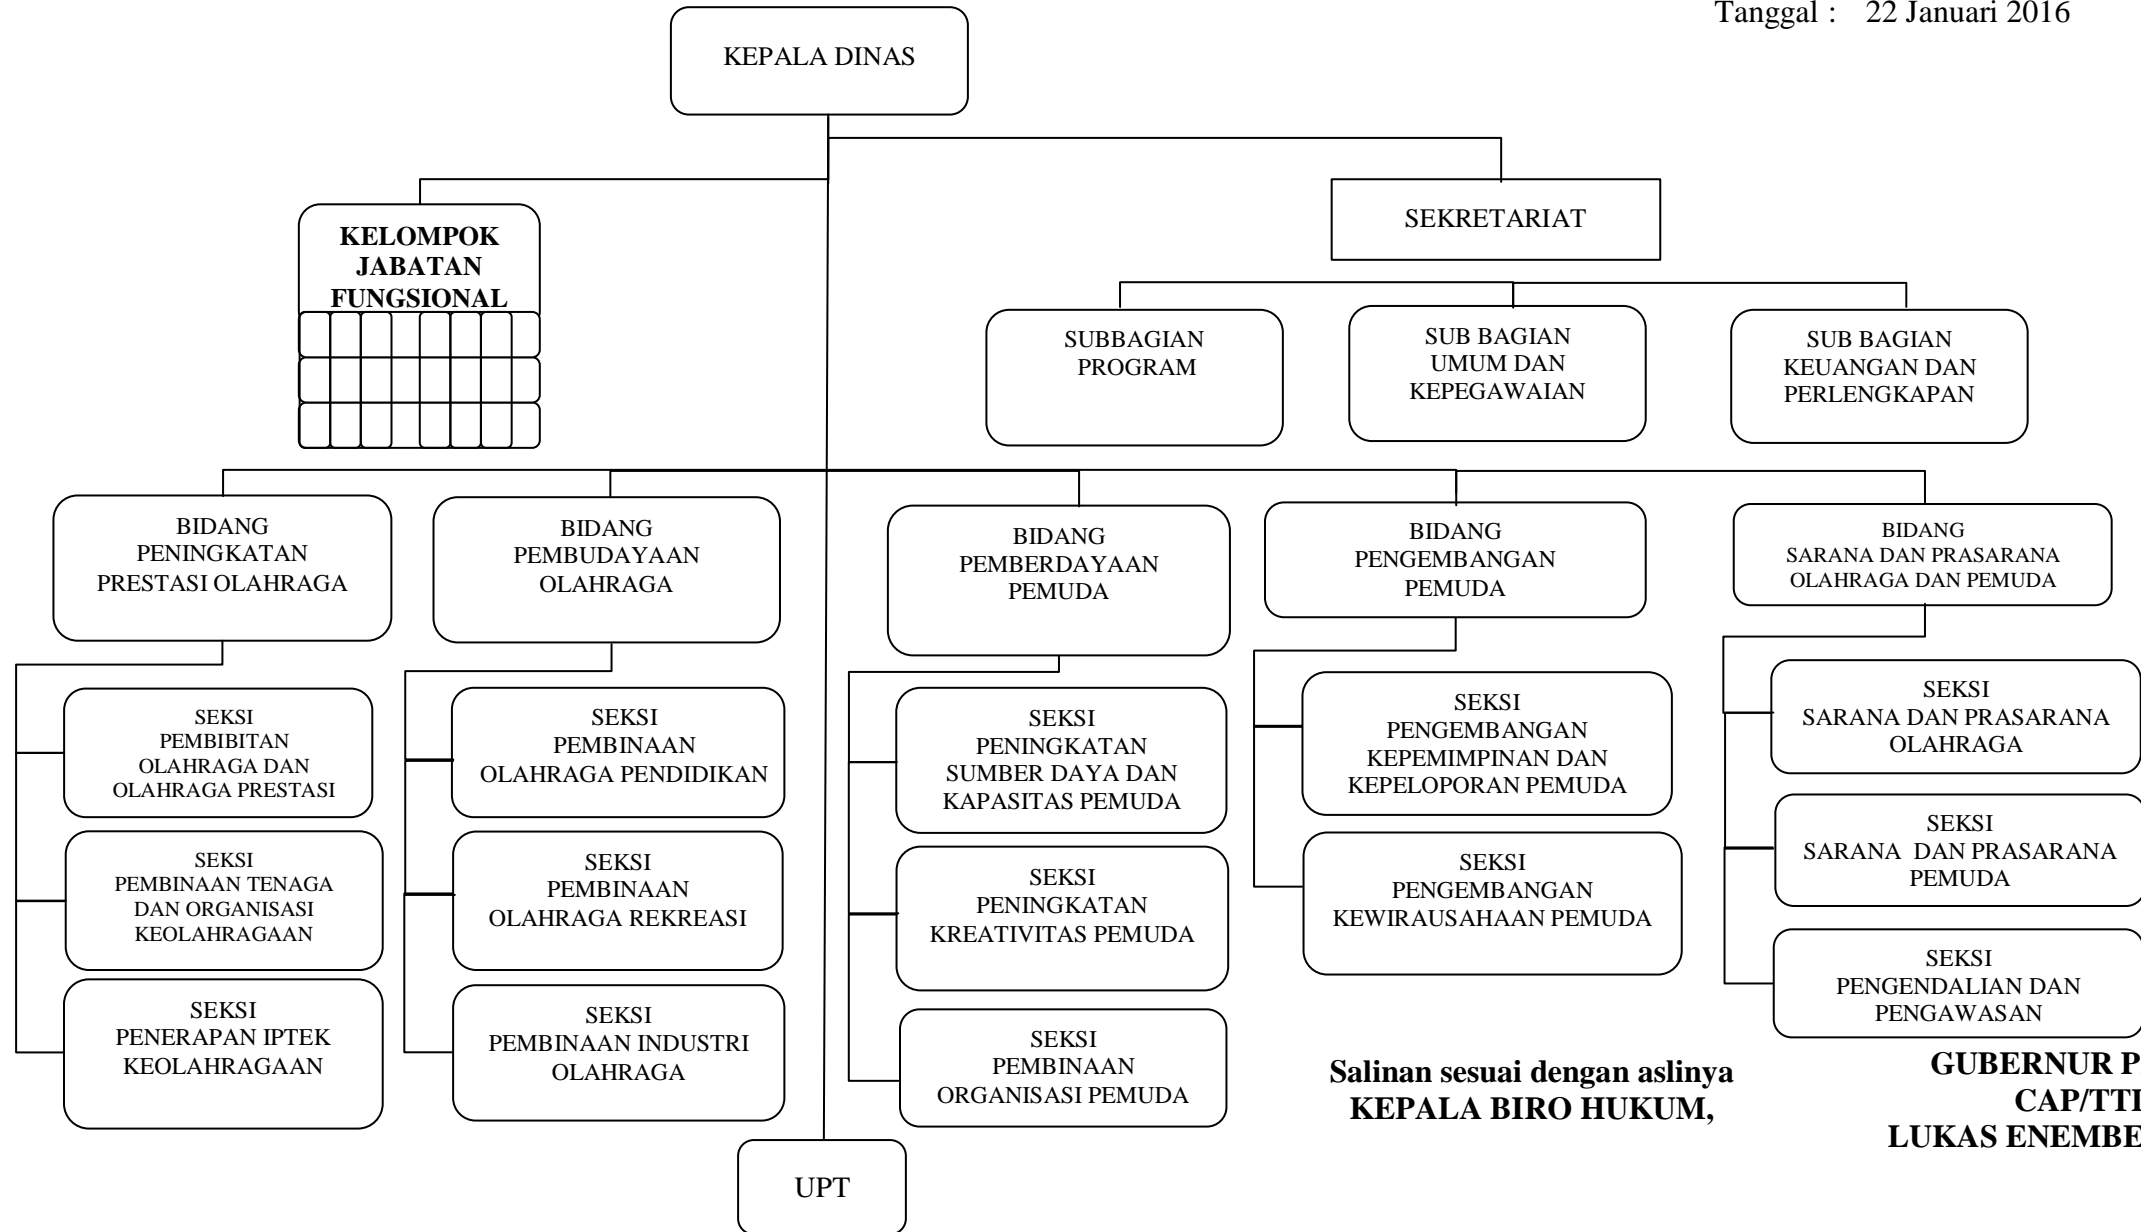 Tanggal : 22 Januari 2016
KEPALA DINAS
SEKRETARIAT
KELOMPOK
JABATAN
FUNGSIONAL
SUBBAGIAN
PROGRAM
SUB BAGIAN
UMUM DAN
KEPEGAWAIAN
SUB BAGIAN
KEUANGAN DAN
PERLENGKAPAN
BIDANG
PENINGKATAN
PRESTASI OLAHRAGA
BIDANG
PEMBUDAYAAN
OLAHRAGA
BIDANG
PEMBERDAYAAN
PEMUDA
BIDANG
PENGEMBANGAN
PEMUDA
BIDANG
SARANA DAN PRASARANA
OLAHRAGA DAN PEMUDA
SEKSI
PEMBIBITAN
OLAHRAGA DAN
OLAHRAGA PRESTASI
SEKSI
PEMBINAAN TENAGA
DAN ORGANISASI
KEOLAHRAGAAN
SEKSI
PENERAPAN IPTEK
KEOLAHRAGAAN
SEKSI
PEMBINAAN
OLAHRAGA PENDIDIKAN
SEKSI
PEMBINAAN
OLAHRAGA REKREASI
SEKSI
PEMBINAAN INDUSTRI
OLAHRAGA
SEKSI
PENINGKATAN
SUMBER DAYA DAN
KAPASITAS PEMUDA
SEKSI
PENINGKATAN
KREATIVITAS PEMUDA
SEKSI
PEMBINAAN
ORGANISASI PEMUDA
SEKSI
PENGEMBANGAN
KEPEMIMPINAN DAN
KEPELOPORAN PEMUDA
SEKSI
PENGEMBANGAN
KEWIRAUSAHAAN PEMUDA
SEKSI
SARANA DAN PRASARANA
OLAHRAGA
SEKSI
SARANA DAN PRASARANA
PEMUDA
SEKSI
PENGENDALIAN DAN
PENGAWASAN
Salinan sesuai dengan aslinya
KEPALA BIRO HUKUM,
GUBERNUR
LUKAS ENEMBE
UPT